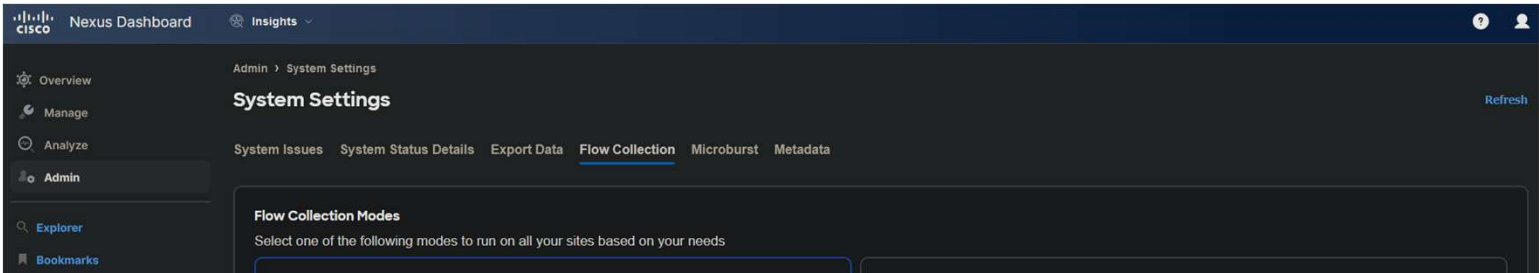 cisco Nexus Dashboard Insights ?
Overview
Manage
Analyze
Admin
Explorer
Bookmarks
Admin › System Settings
System Settings
Refresh
System Issues System Status Details Export Data Flow Collection Microburst Metadata
Flow Collection Modes
Select one of the following modes to run on all your sites based on your needs